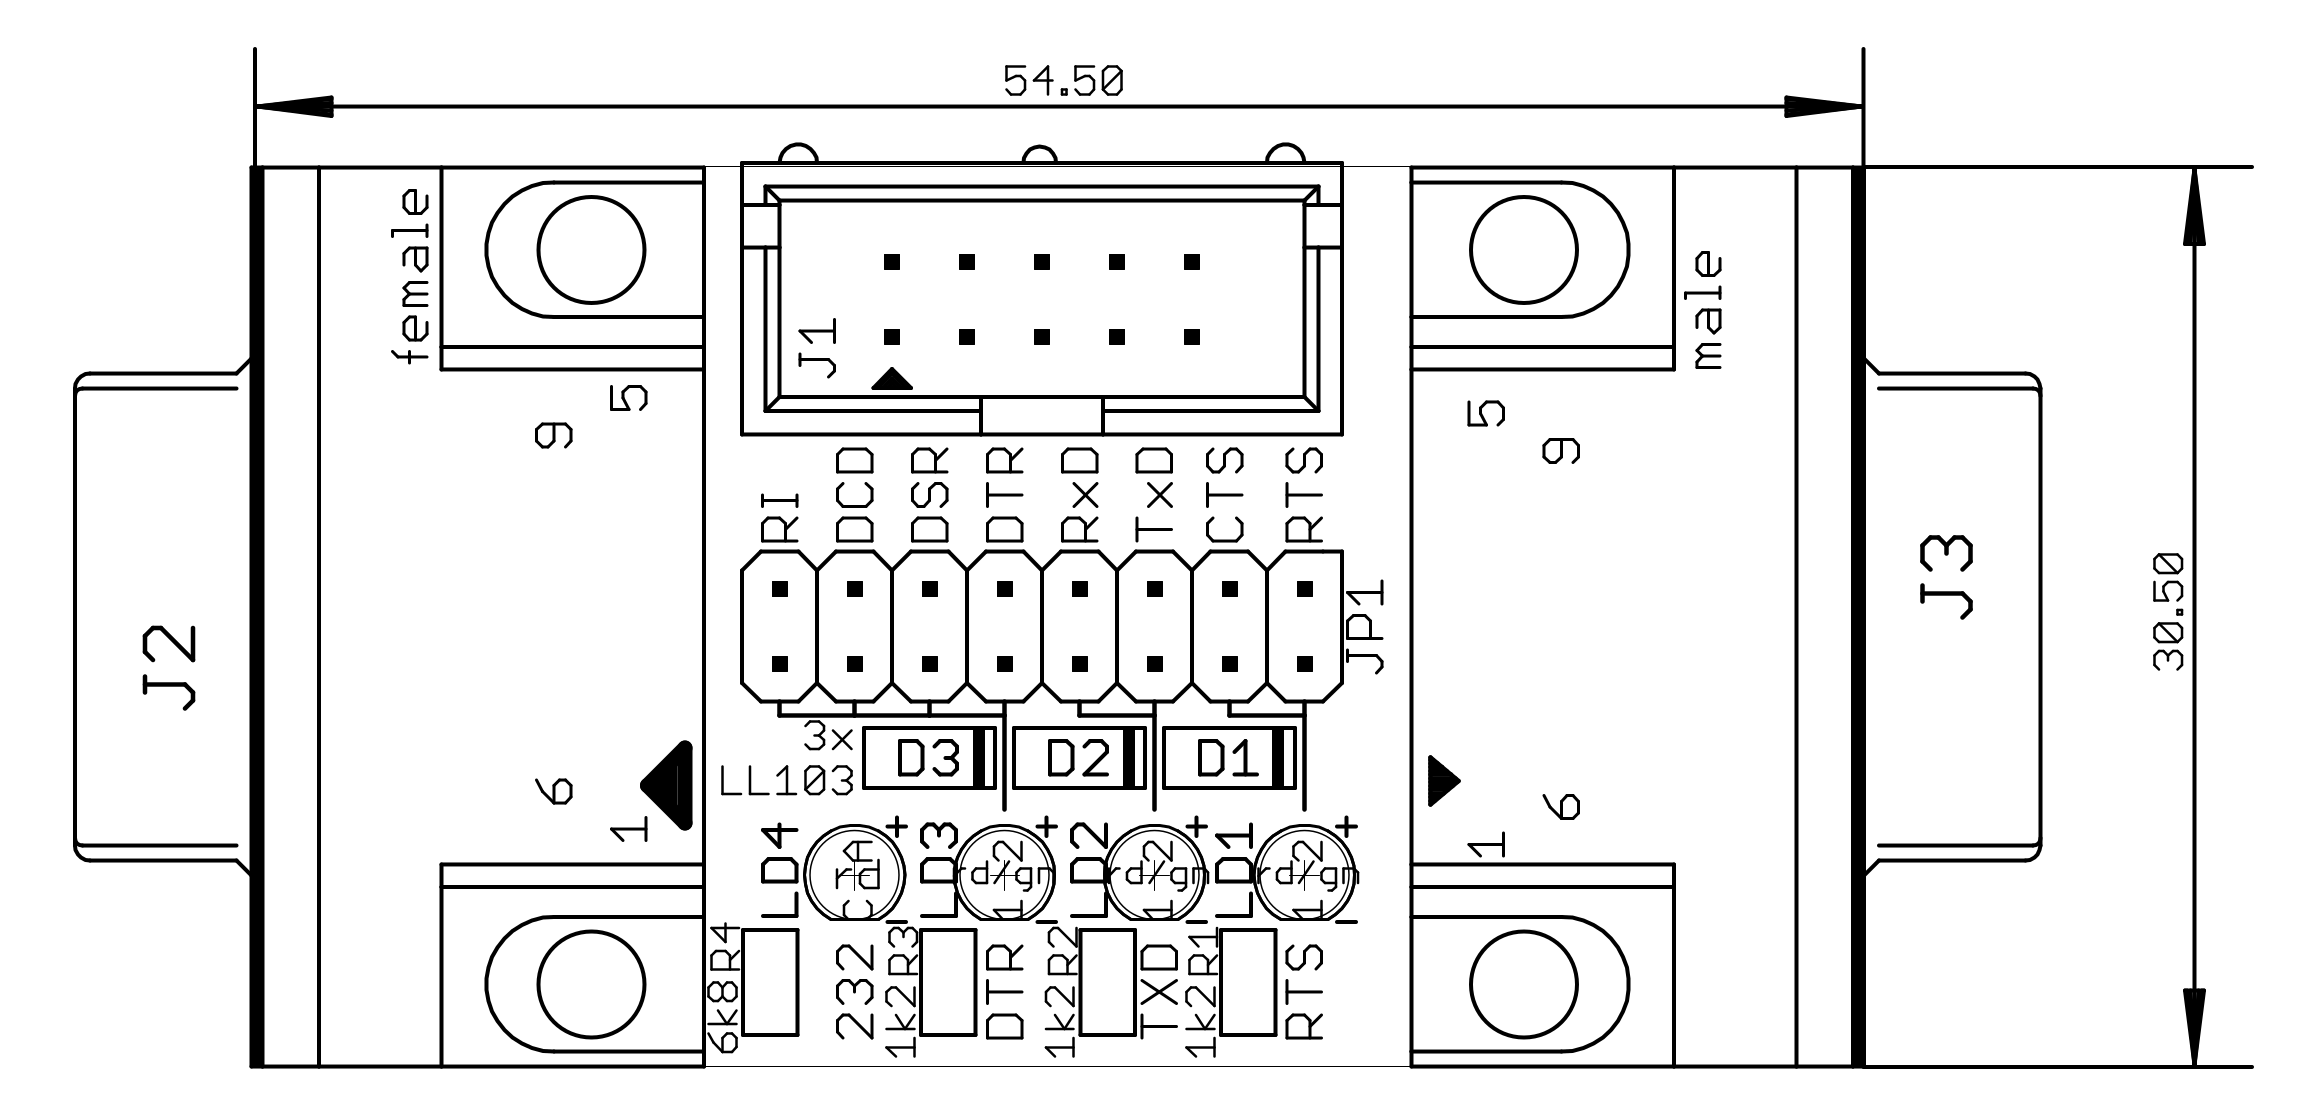 54.50
female
male
J1
5
9
5
9
RI
DCD
DSR
DTR
RxD
TxD
CTS
RTS
J2
J3
30.50
JP1
3x
LL103
D3
D2
D1
6
1
6
1
LD4
+
LD3
+
LD2
+
LD1
+
rd
rd/gn
12
rd/gn
12
rd/gn
12
6k8R4
232
1k2R3
DTR
1k2R2
TXD
1k2R1
RTS